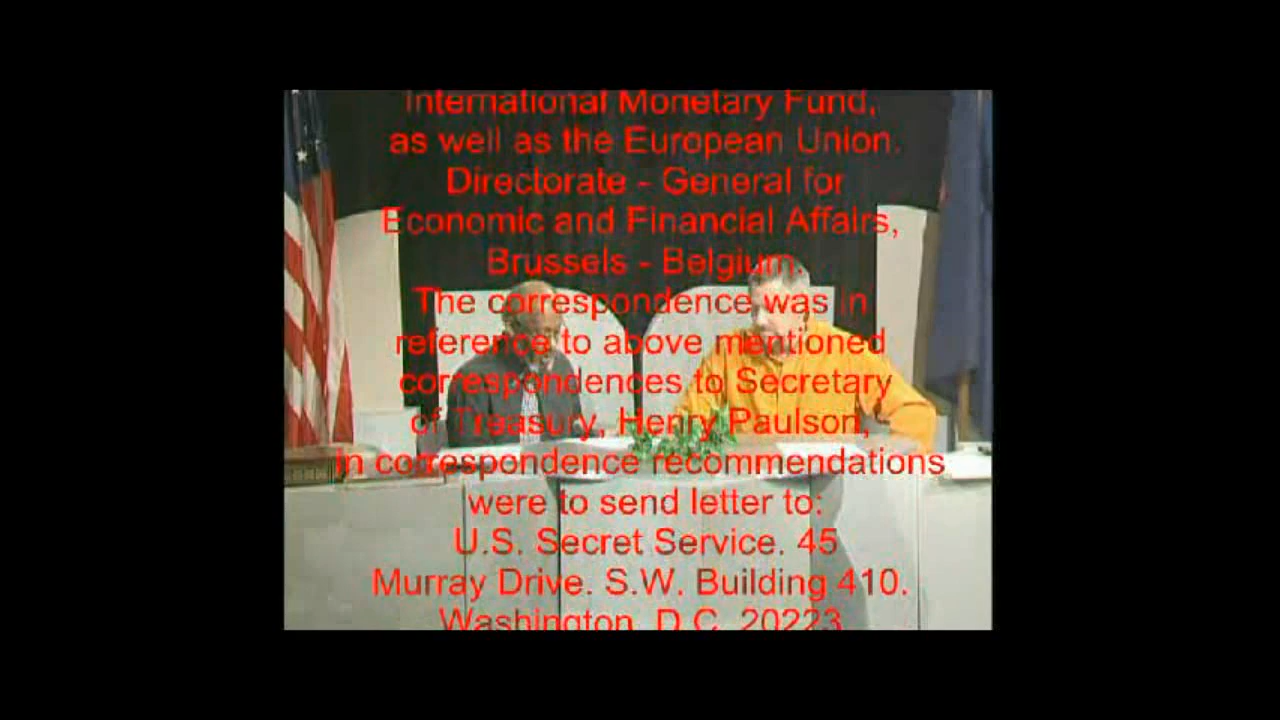 International Monetary Fund,
as well as the European Union.
Directorate - General for
Economic and Financial Affairs,
Brussels - Belgium.
The correspondence was in
reference to above mentioned
correspondences to Secretary
of Treasury, Henry Paulson,
in correspondence recommendations
were to send letter to:
U.S. Secret Service. 45
Murray Drive. S.W. Building 410.
Washington. D.C. 20223